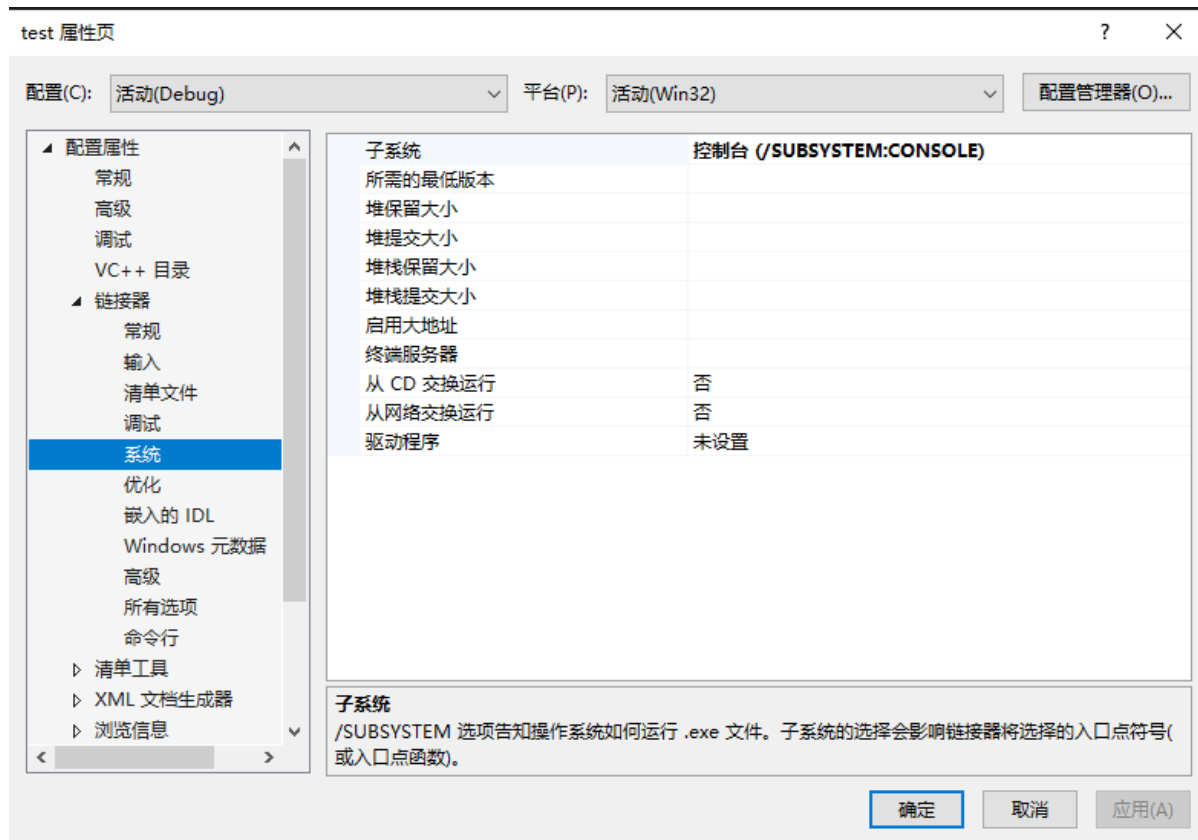 test 属性页
配置(C): 活动(Debug) 平台(P): 活动(Win32) 配置管理器(O)...
配置属性
常规
高级
调试
VC++ 目录
链接器
常规
输入
清单文件
调试
系统
优化
嵌入的 IDL
Windows 元数据
高级
所有选项
命令行
清单工具
XML 文档生成器
浏览信息
子系统 控制台 (/SUBSYSTEM:CONSOLE)
所需的最低版本
堆保留大小
堆提交大小
堆栈保留大小
堆栈提交大小
启用大地址
终端服务器
从 CD 交换运行 否
从网络交换运行 否
驱动程序 未设置
子系统
/SUBSYSTEM 选项告知操作系统如何运行 .exe 文件。子系统的选择会影响链接器将选择的入口点符号(
或入口点函数)。
确定 取消 应用(A)